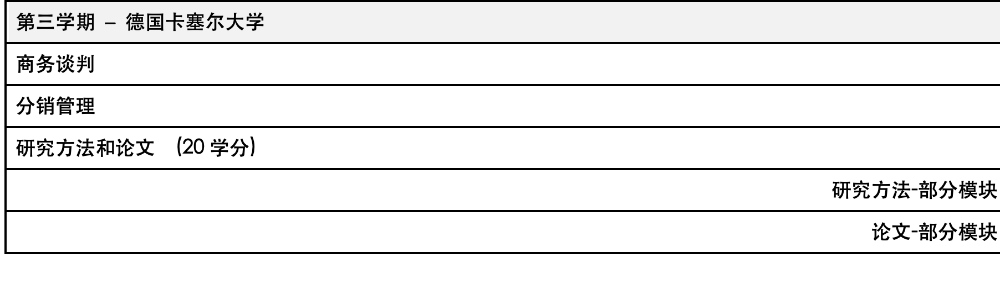 第三学期 – 德国卡塞尔大学
商务谈判
分销管理
研究方法和论文 (20 学分)
研究方法-部分模块
论文-部分模块